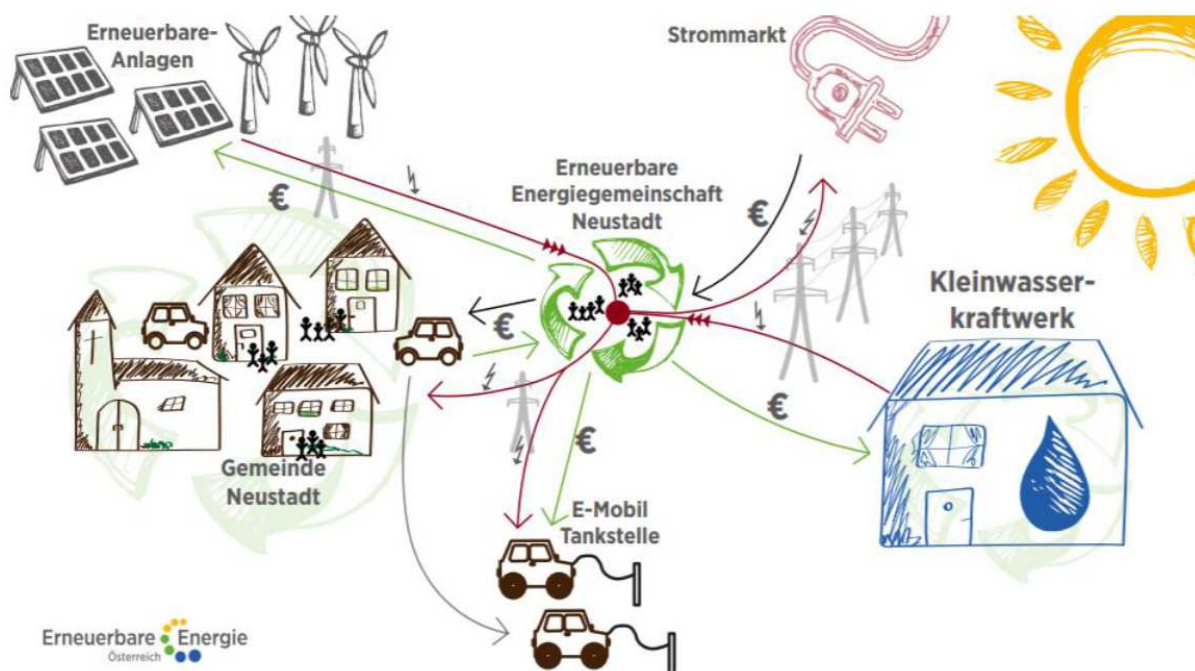 Erneuerbare-
Anlagen
Strommarkt
€
Erneuerbare
Energiegemeinschaft
Neustadt
€
Kleinwasser-
kraftwerk
€
€
€
Gemeinde
Neustadt
E-Mobil
Tankstelle
Erneuerbare Energie
Österreich